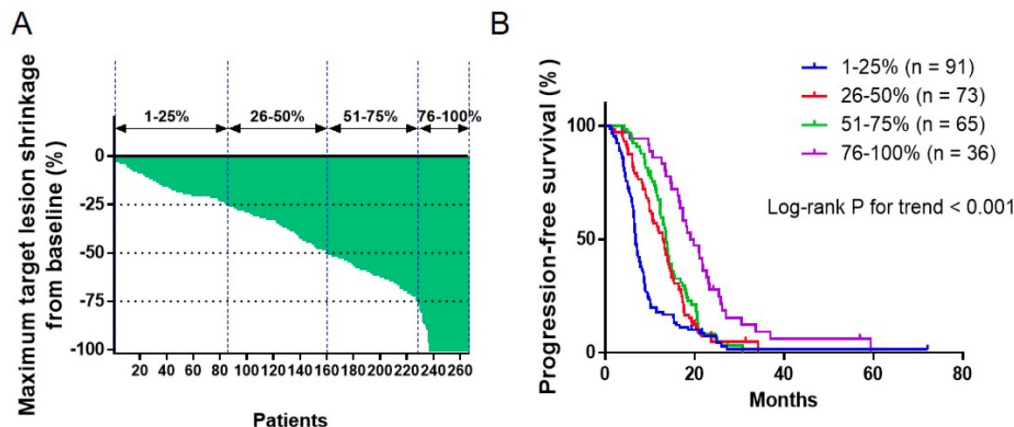 A
Maximum target lesion shrinkage
from baseline (%)
1-25%
26-50%
51-75%
76-100%
0
-25
-50
-75
-100
20 40 60 80 100 120 140 160 180 200 220 240 260
Patients
B
Progression-free survival (%)
100
50
0
0 20 40 60 80
Months
1-25% (n = 91)
26-50% (n = 73)
51-75% (n = 65)
76-100% (n = 36)
Log-rank P for trend < 0.001